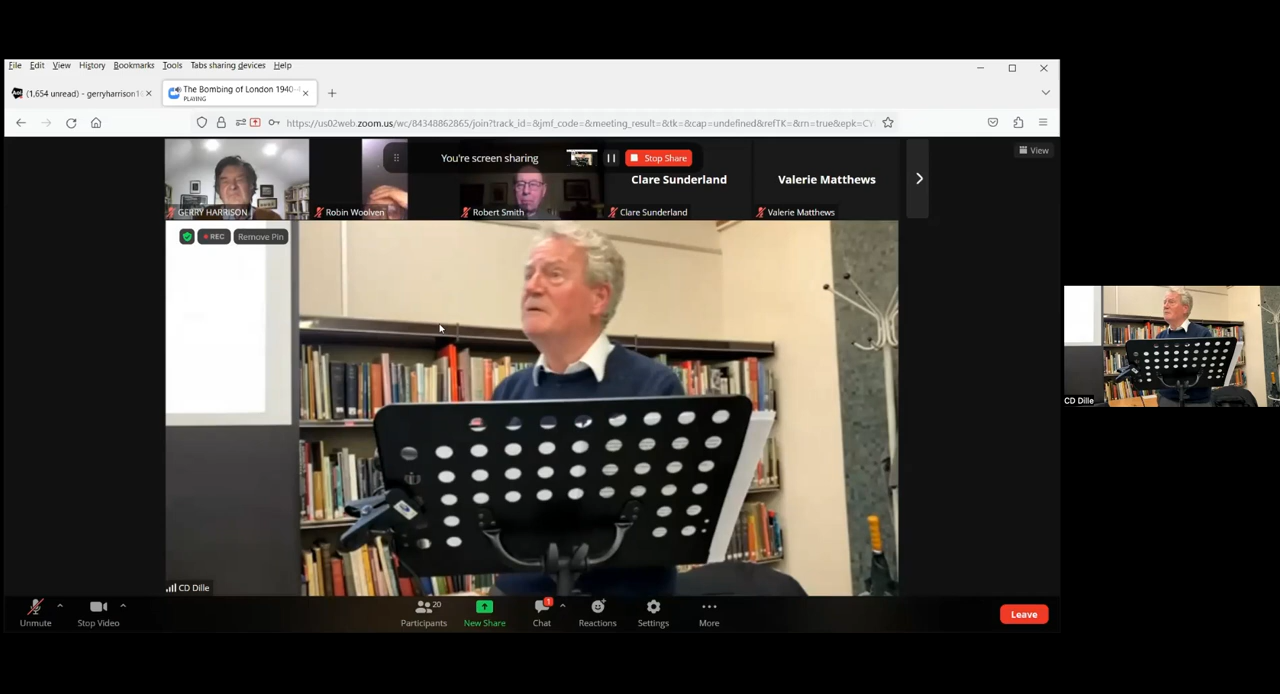 File Edit View History Bookmarks Tools Tabs sharing devices Help
(1,654 unread) - gerryharrison1
The Bombing of London 1940-
PLAYING
https://us02web.zoom.us/wc/84348862865/join?track_id=&jmf_code=&meeting_result=&tk=&cap=undefined&refTK=&rn=true&epk=CY
You're screen sharing
Stop Share
View
Clare Sunderland
Valerie Matthews
GERRY HARRISON
Robin Woolven
Robert Smith
Clare Sunderland
Valerie Matthews
REC
Remove Pin
CD Dille
CD Dille
20
1
Unmute
Stop Video
Participants
New Share
Chat
Reactions
Settings
More
Leave